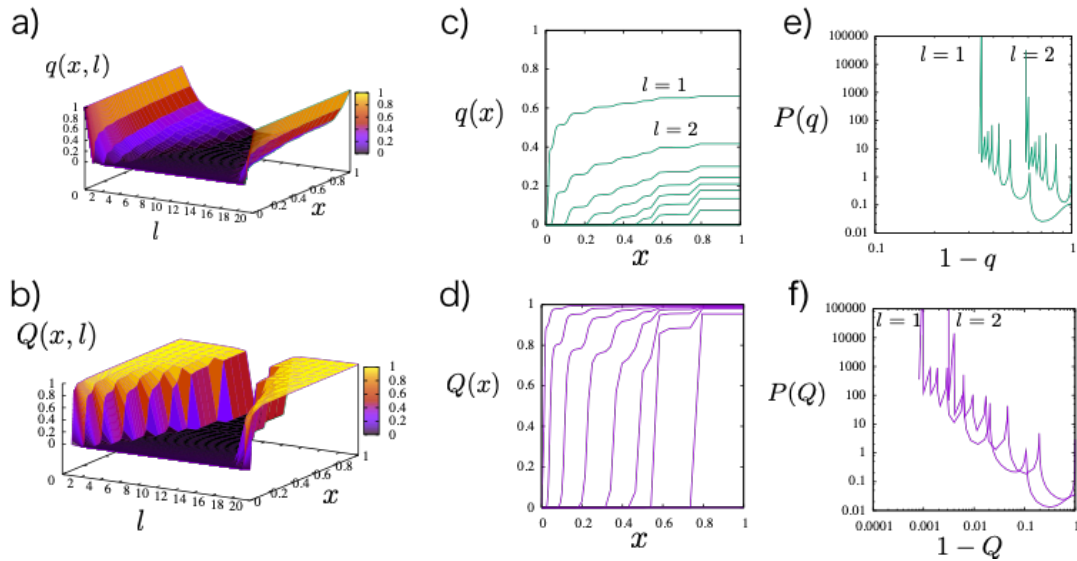 a)
q(x, l)
1
0.8
0.6
0.4
0.2
0
1
0.8
0.6
0.4
0.2
0
0 2 4 6 8 10 12 14 16 18 20
0 0.2 0.4 0.6 0.8 1
l
x
b)
Q(x, l)
1
0.8
0.6
0.4
0.2
0
1
0.8
0.6
0.4
0.2
0
0 2 4 6 8 10 12 14 16 18 20
0 0.2 0.4 0.6 0.8 1
l
x
c)
1
0.8
0.6
0.4
0.2
0
q(x)
l = 1
l = 2
0 0.2 0.4 0.6 0.8 1
x
d)
1
0.8
0.6
0.4
0.2
0
Q(x)
0 0.2 0.4 0.6 0.8 1
x
e)
100000
10000
1000
100
10
1
0.1
0.01
P(q)
l = 1
l = 2
0.1 1
1 − q
f)
100000
10000
1000
100
10
1
0.1
0.01
P(Q)
l = 1
l = 2
0.0001 0.001 0.01 0.1 1
1 − Q